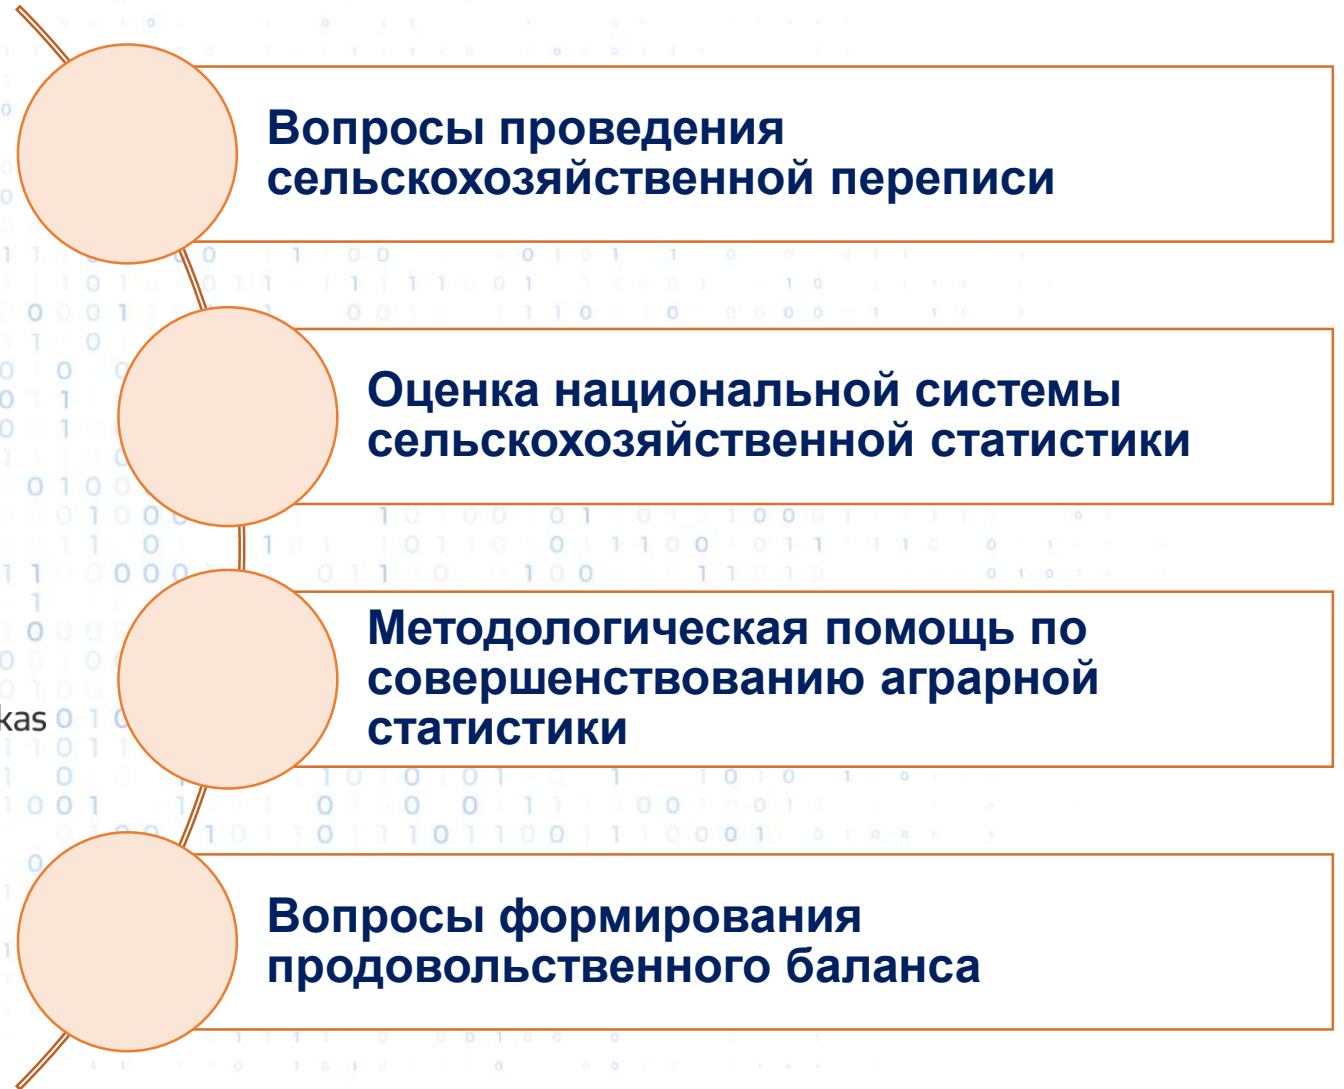 Вопросы проведения
сельскохозяйственной переписи
Оценка национальной системы
сельскохозяйственной статистики
Методологическая помощь по
совершенствованию аграрной
статистики
kas
Вопросы формирования
продовольственного баланса